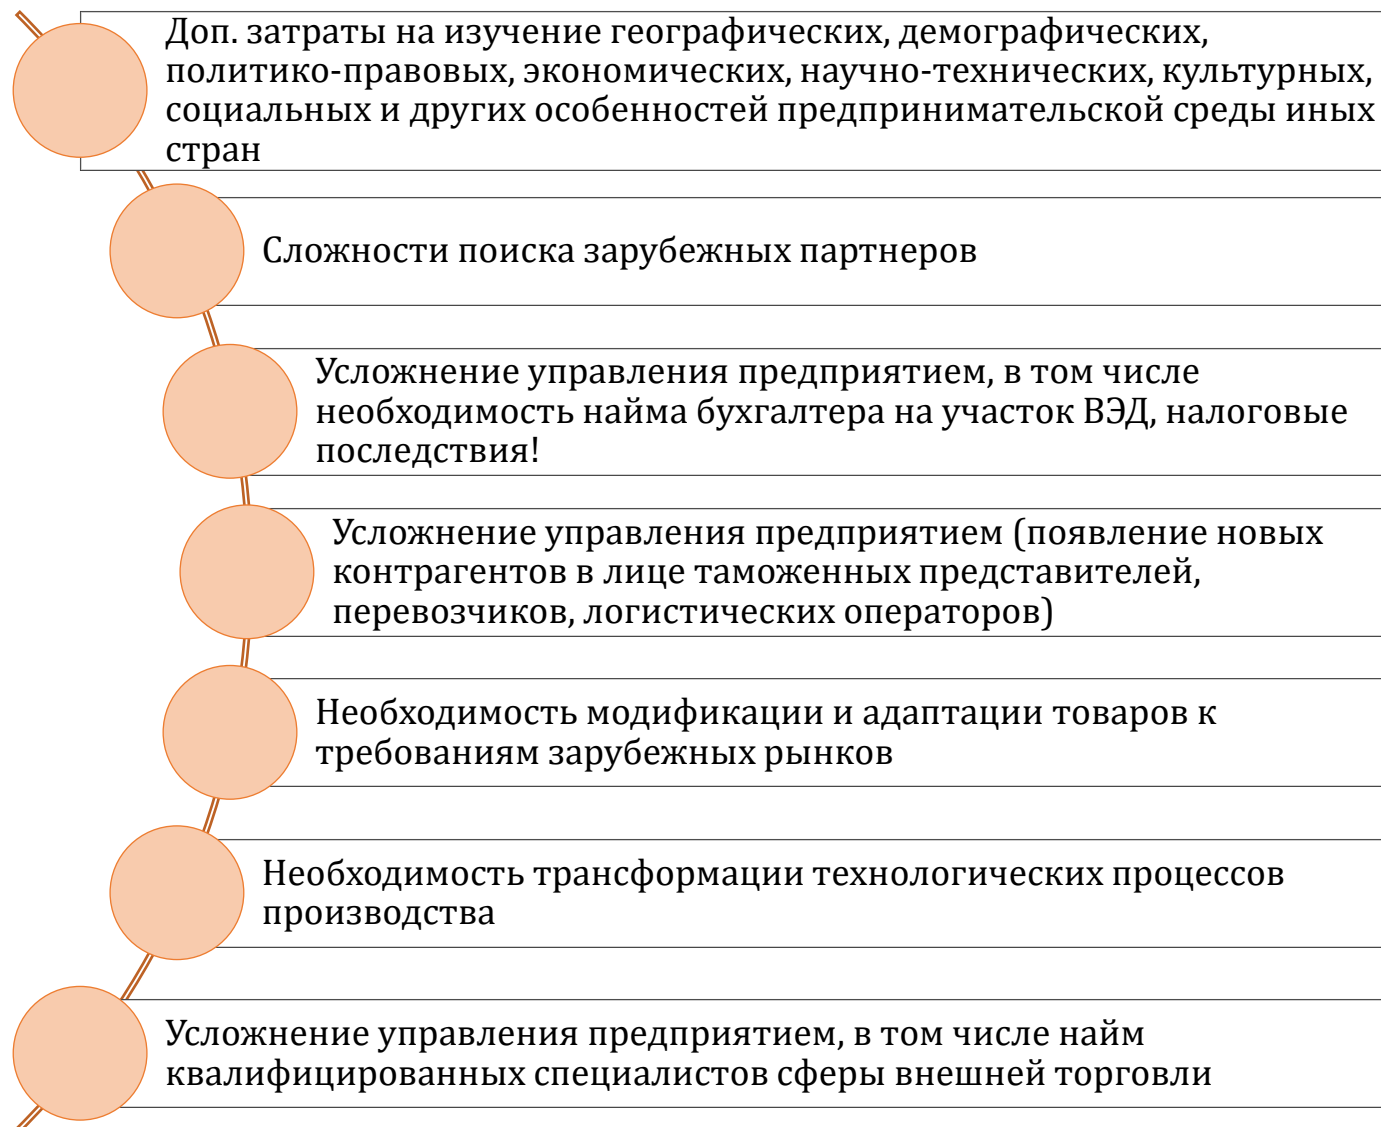 Доп. затраты на изучение географических, демографических,
политико-правовых, экономических, научно-технических, культурных,
социальных и других особенностей предпринимательской среды иных
стран
Сложности поиска зарубежных партнеров
Усложнение управления предприятием, в том числе
необходимость найма бухгалтера на участок ВЭД, налоговые
последствия!
Усложнение управления предприятием (появление новых
контрагентов в лице таможенных представителей,
перевозчиков, логистических операторов)
Необходимость модификации и адаптации товаров к
требованиям зарубежных рынков
Необходимость трансформации технологических процессов
производства
Усложнение управления предприятием, в том числе найм
квалифицированных специалистов сферы внешней торговли